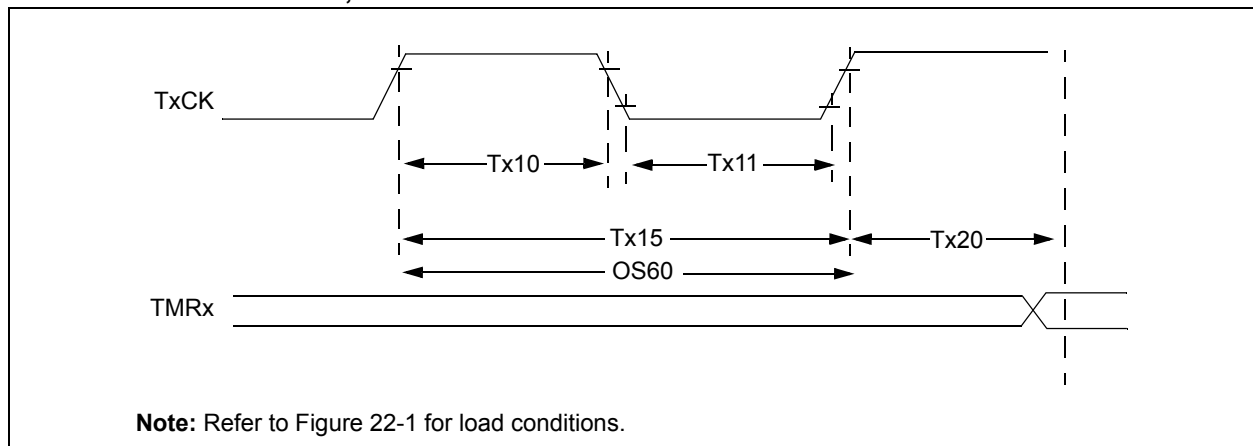 TxCK
Tx10
Tx11
Tx15
Tx20
OS60
TMRx
Note: Refer to Figure 22-1 for load conditions.